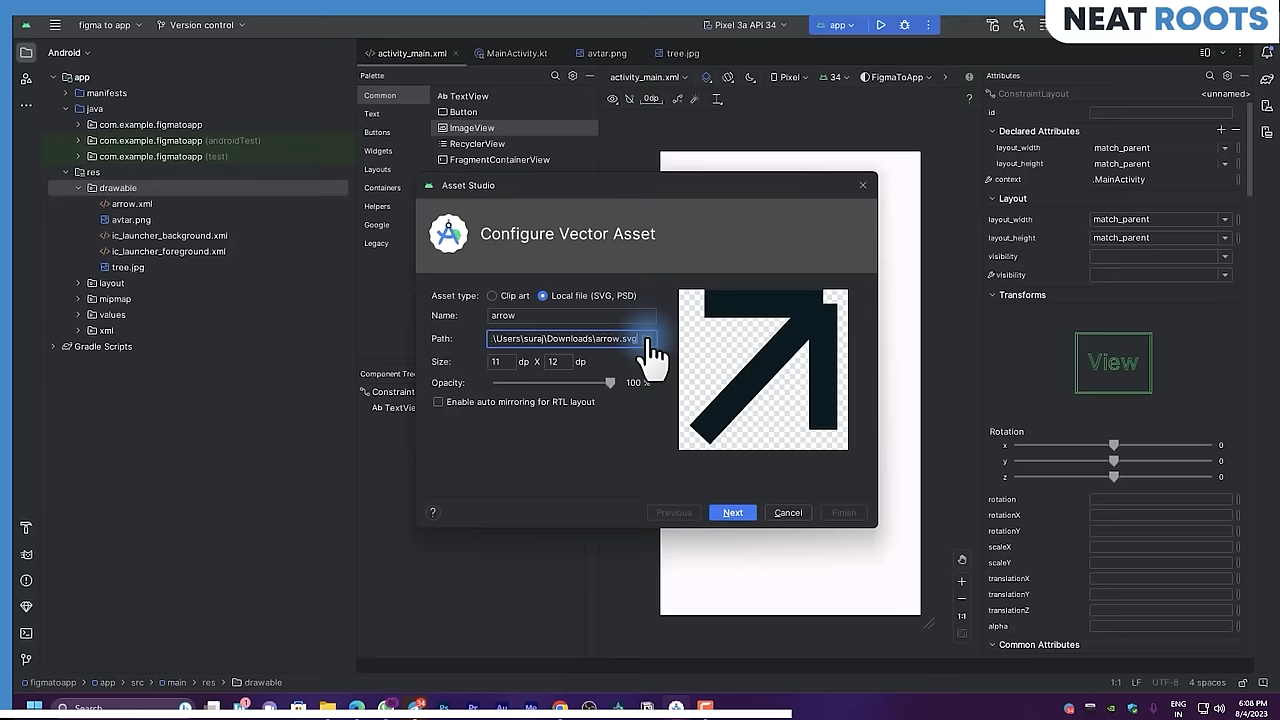 NEAT ROOTS
figma to app
Version control
Pixel 3a API 34
app
Android
app
manifests
java
com.example.figmatoapp
com.example.figmatoapp (androidTest)
com.example.figmatoapp (test)
res
drawable
arrow.xml
avtar.png
ic_launcher_background.xml
ic_launcher_foreground.xml
tree.jpg
layout
mipmap
values
xml
Gradle Scripts
activity_main.xml
MainActivity.kt
avtar.png
tree.jpg
Palette
Common
Text
Buttons
Widgets
Layouts
Containers
Helpers
Google
Legacy
Ab TextView
Button
ImageView
RecyclerView
FragmentContainerView
Component Tre
Constraint
Ab TextVie
activity_main.xml
Pixel
34
FigmaToApp
0dp
?
Asset Studio
Configure Vector Asset
Asset type:
Clip art
Local file (SVG, PSD)
Name:
arrow
Path:
\Users\suraj\Downloads\arrow.svg
Size:
11 dp X 12 dp
Opacity:
100 %
Enable auto mirroring for RTL layout
?
Previous
Next
Cancel
Finish
1:1
Attributes
ConstraintLayout
<unnamed>
id
Declared Attributes
layout_width match_parent
layout_height match_parent
context .MainActivity
Layout
layout_width match_parent
layout_height match_parent
visibility
visibility
Transforms
View
Rotation
x 0
y 0
z 0
rotation
rotationX
rotationY
scaleX
scaleY
translationX
translationY
translationZ
alpha
Common Attributes
figmatoapp
app
src
main
res
drawable
1:1
LF
UTF-8
4 spaces
Search
1
94
Ps
Pr
Au
Me
ENG
IN
6:08 PM
8/4/2023